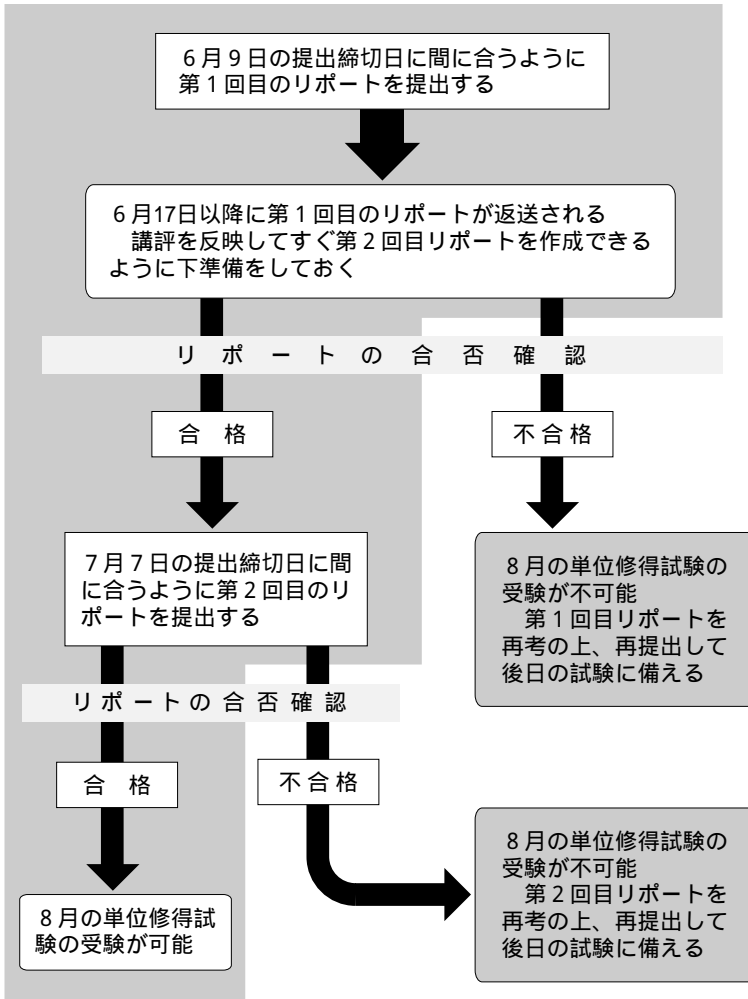 6月9日の提出締切日に間に合うように
第1回目のリポートを提出する
6月17日以降に第1回目のリポートが返送される
　講評を反映してすぐ第2回目リポートを作成できる
ように下準備をしておく
リポートの合否確認
合　格
不合格
7月7日の提出締切日に間
に合うように第2回目のリ
ポートを提出する
8月の単位修得試験の
受験が不可能
　第1回目リポートを
再考の上、再提出して
後日の試験に備える
リポートの合否確認
合　格
不合格
8月の単位修得試
験の受験が可能
8月の単位修得試験の
受験が不可能
　第2回目リポートを
再考の上、再提出して
後日の試験に備える